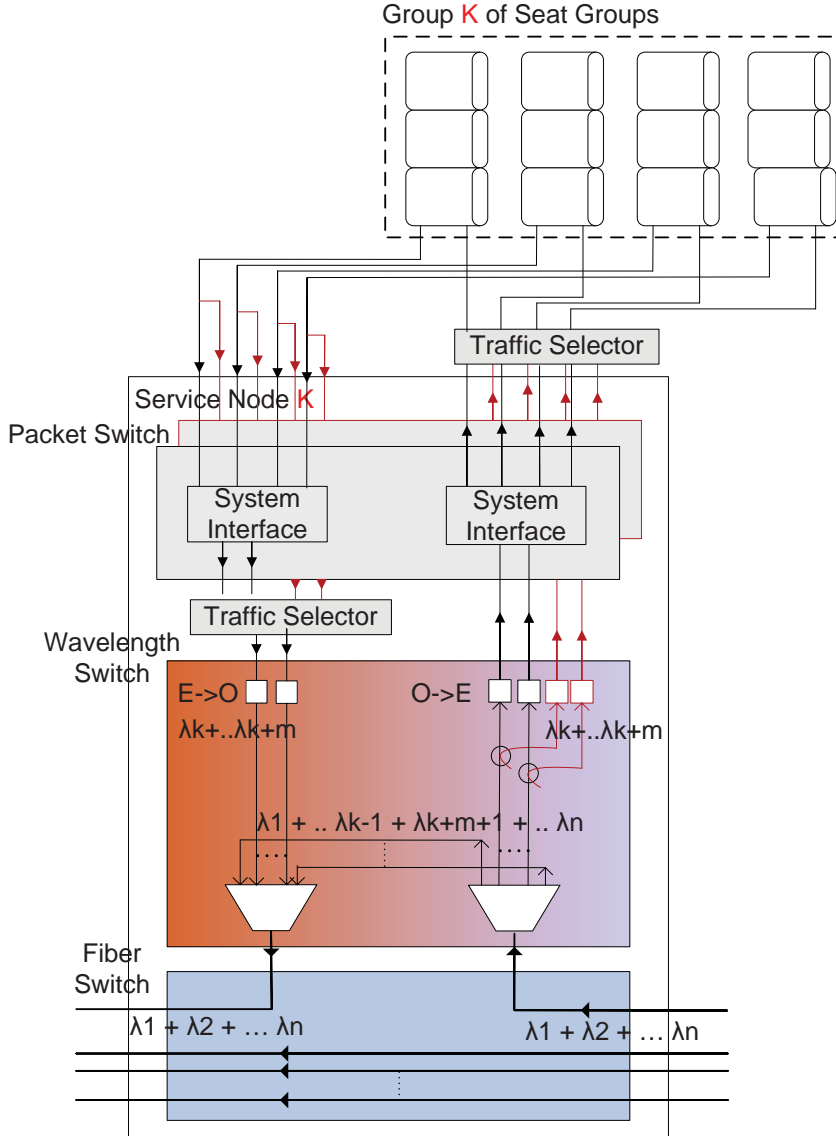 Group K of Seat Groups
Traffic Selector
Service Node K
Packet Switch
System
Interface
System
Interface
Traffic Selector
Wavelength
Switch
E->O
O->E
λk+..λk+m
λk+..λk+m
λ1 + .. λk-1 + λk+m+1 + .. λn
....
....
Fiber
Switch
λ1 + λ2 + … λn
λ1 + λ2 + … λn